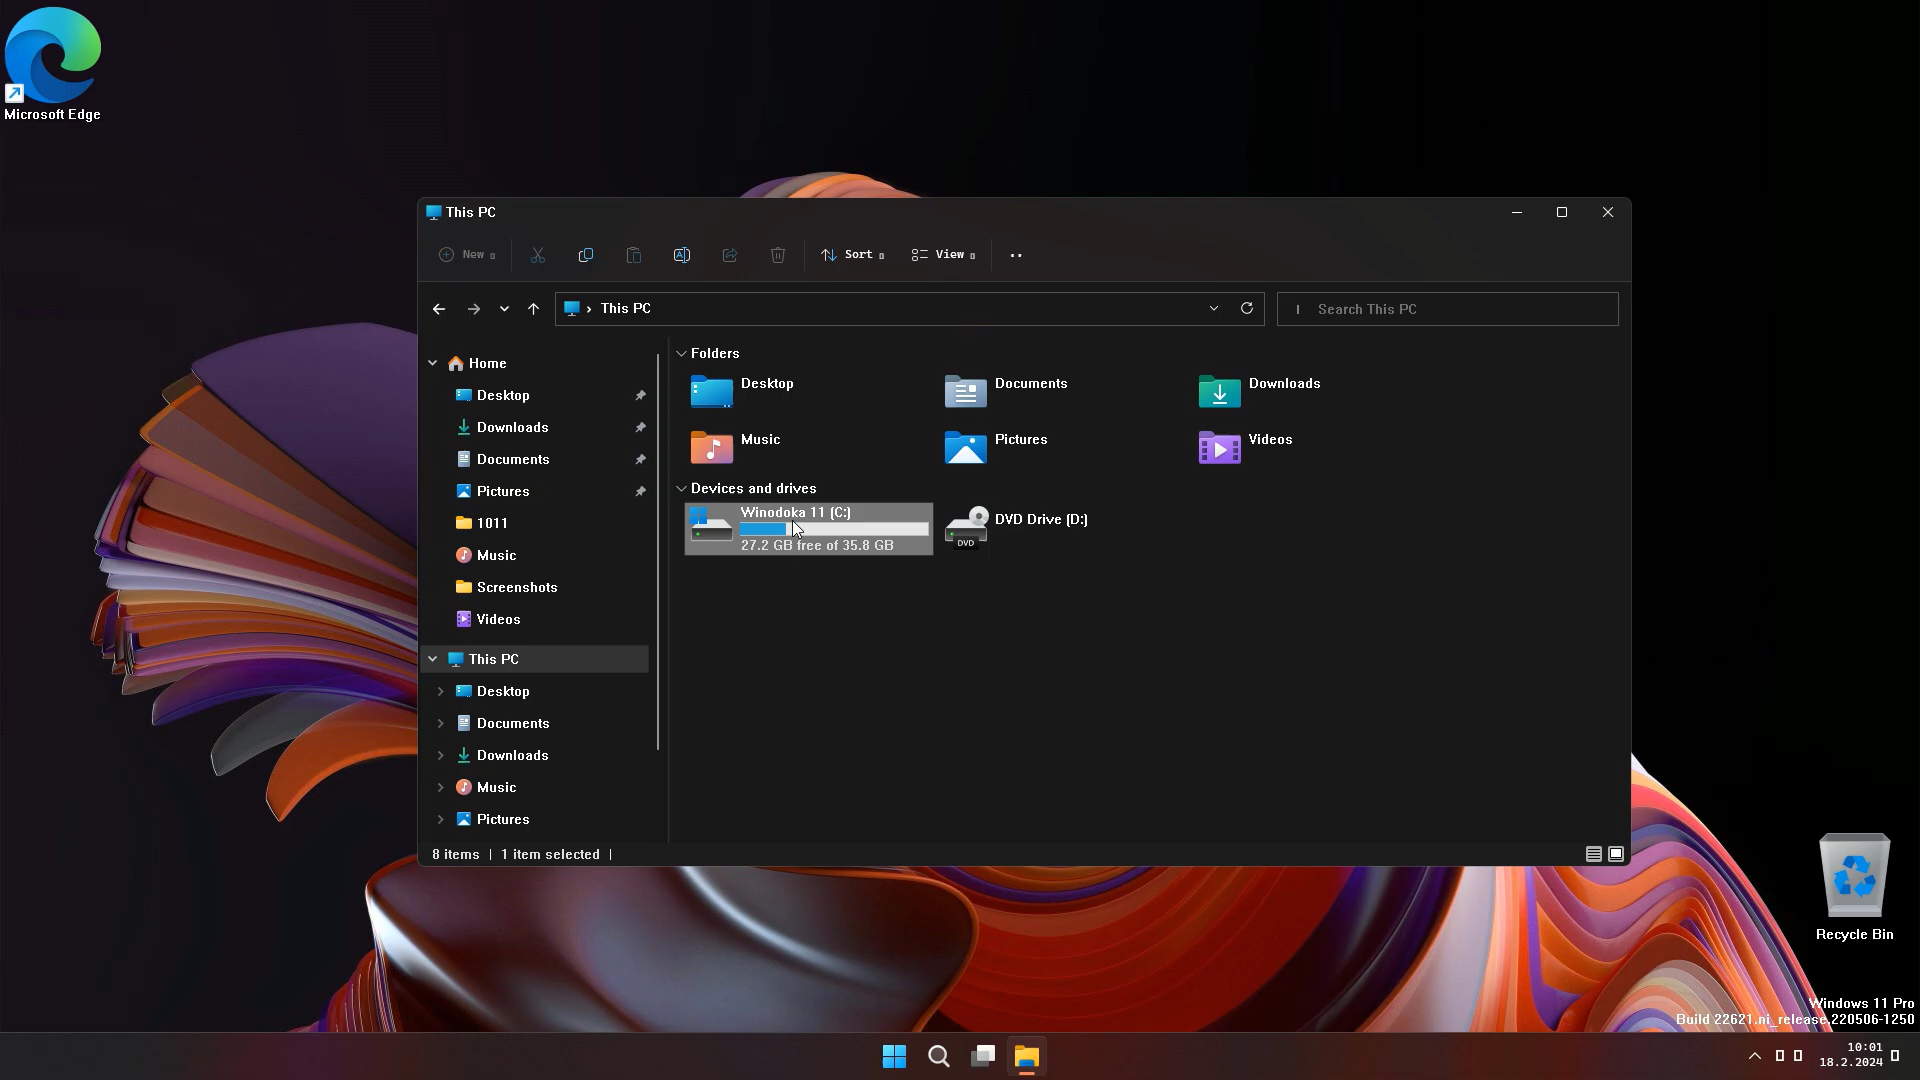 Microsoft Edge
This PC
New
Sort
View
This PC
Search This PC
Home
Desktop
Downloads
Documents
Pictures
1011
Music
Screenshots
Videos
This PC
Desktop
Documents
Downloads
Music
Pictures
Folders
Desktop
Documents
Downloads
Music
Pictures
Videos
Devices and drives
Winodoka 11 (C:)
27.2 GB free of 35.8 GB
DVD
DVD Drive (D:)
8 items | 1 item selected |
Recycle Bin
Windows 11 Pro
Build 22621.ni_release.220506-1250
10:01
18.2.2024